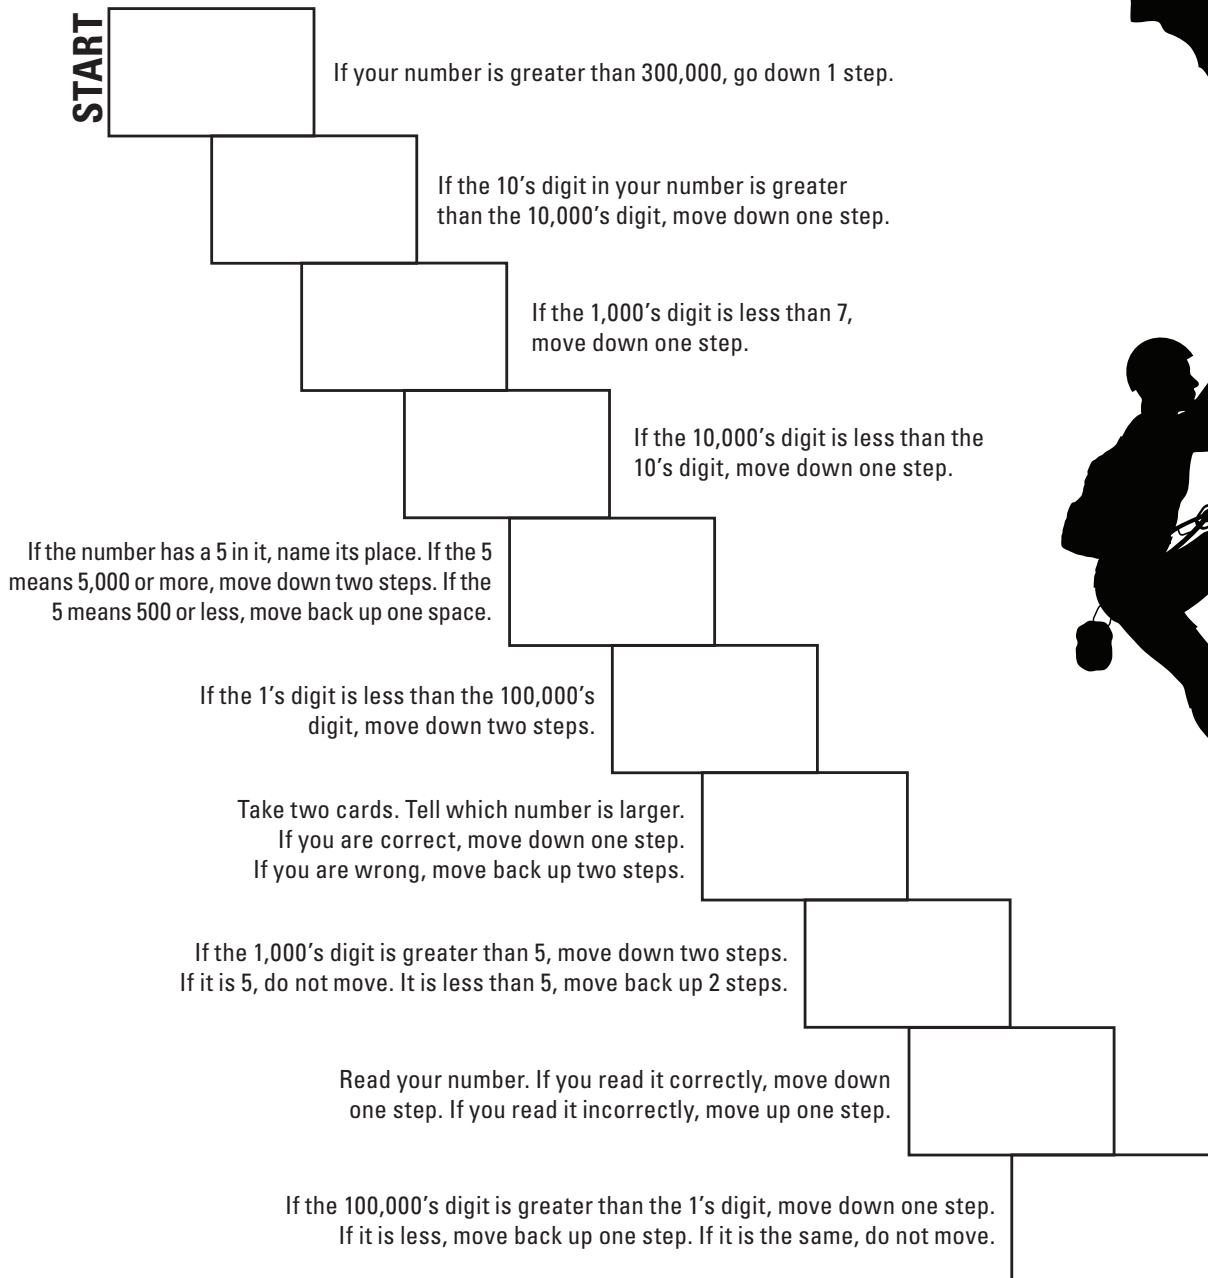 START
If your number is greater than 300,000, go down 1 step.
If the 10's digit in your number is greater
than the 10,000's digit, move down one step.
If the 1,000's digit is less than 7,
move down one step.
If the 10,000's digit is less than the
10's digit, move down one step.
If the number has a 5 in it, name its place. If the 5
means 5,000 or more, move down two steps. If the
5 means 500 or less, move back up one space.
If the 1's digit is less than the 100,000's
digit, move down two steps.
Take two cards. Tell which number is larger.
If you are correct, move down one step.
If you are wrong, move back up two steps.
If the 1,000's digit is greater than 5, move down two steps.
If it is 5, do not move. It is less than 5, move back up 2 steps.
Read your number. If you read it correctly, move down
one step. If you read it incorrectly, move up one step.
If the 100,000's digit is greater than the 1's digit, move down one step.
If it is less, move back up one step. If it is the same, do not move.